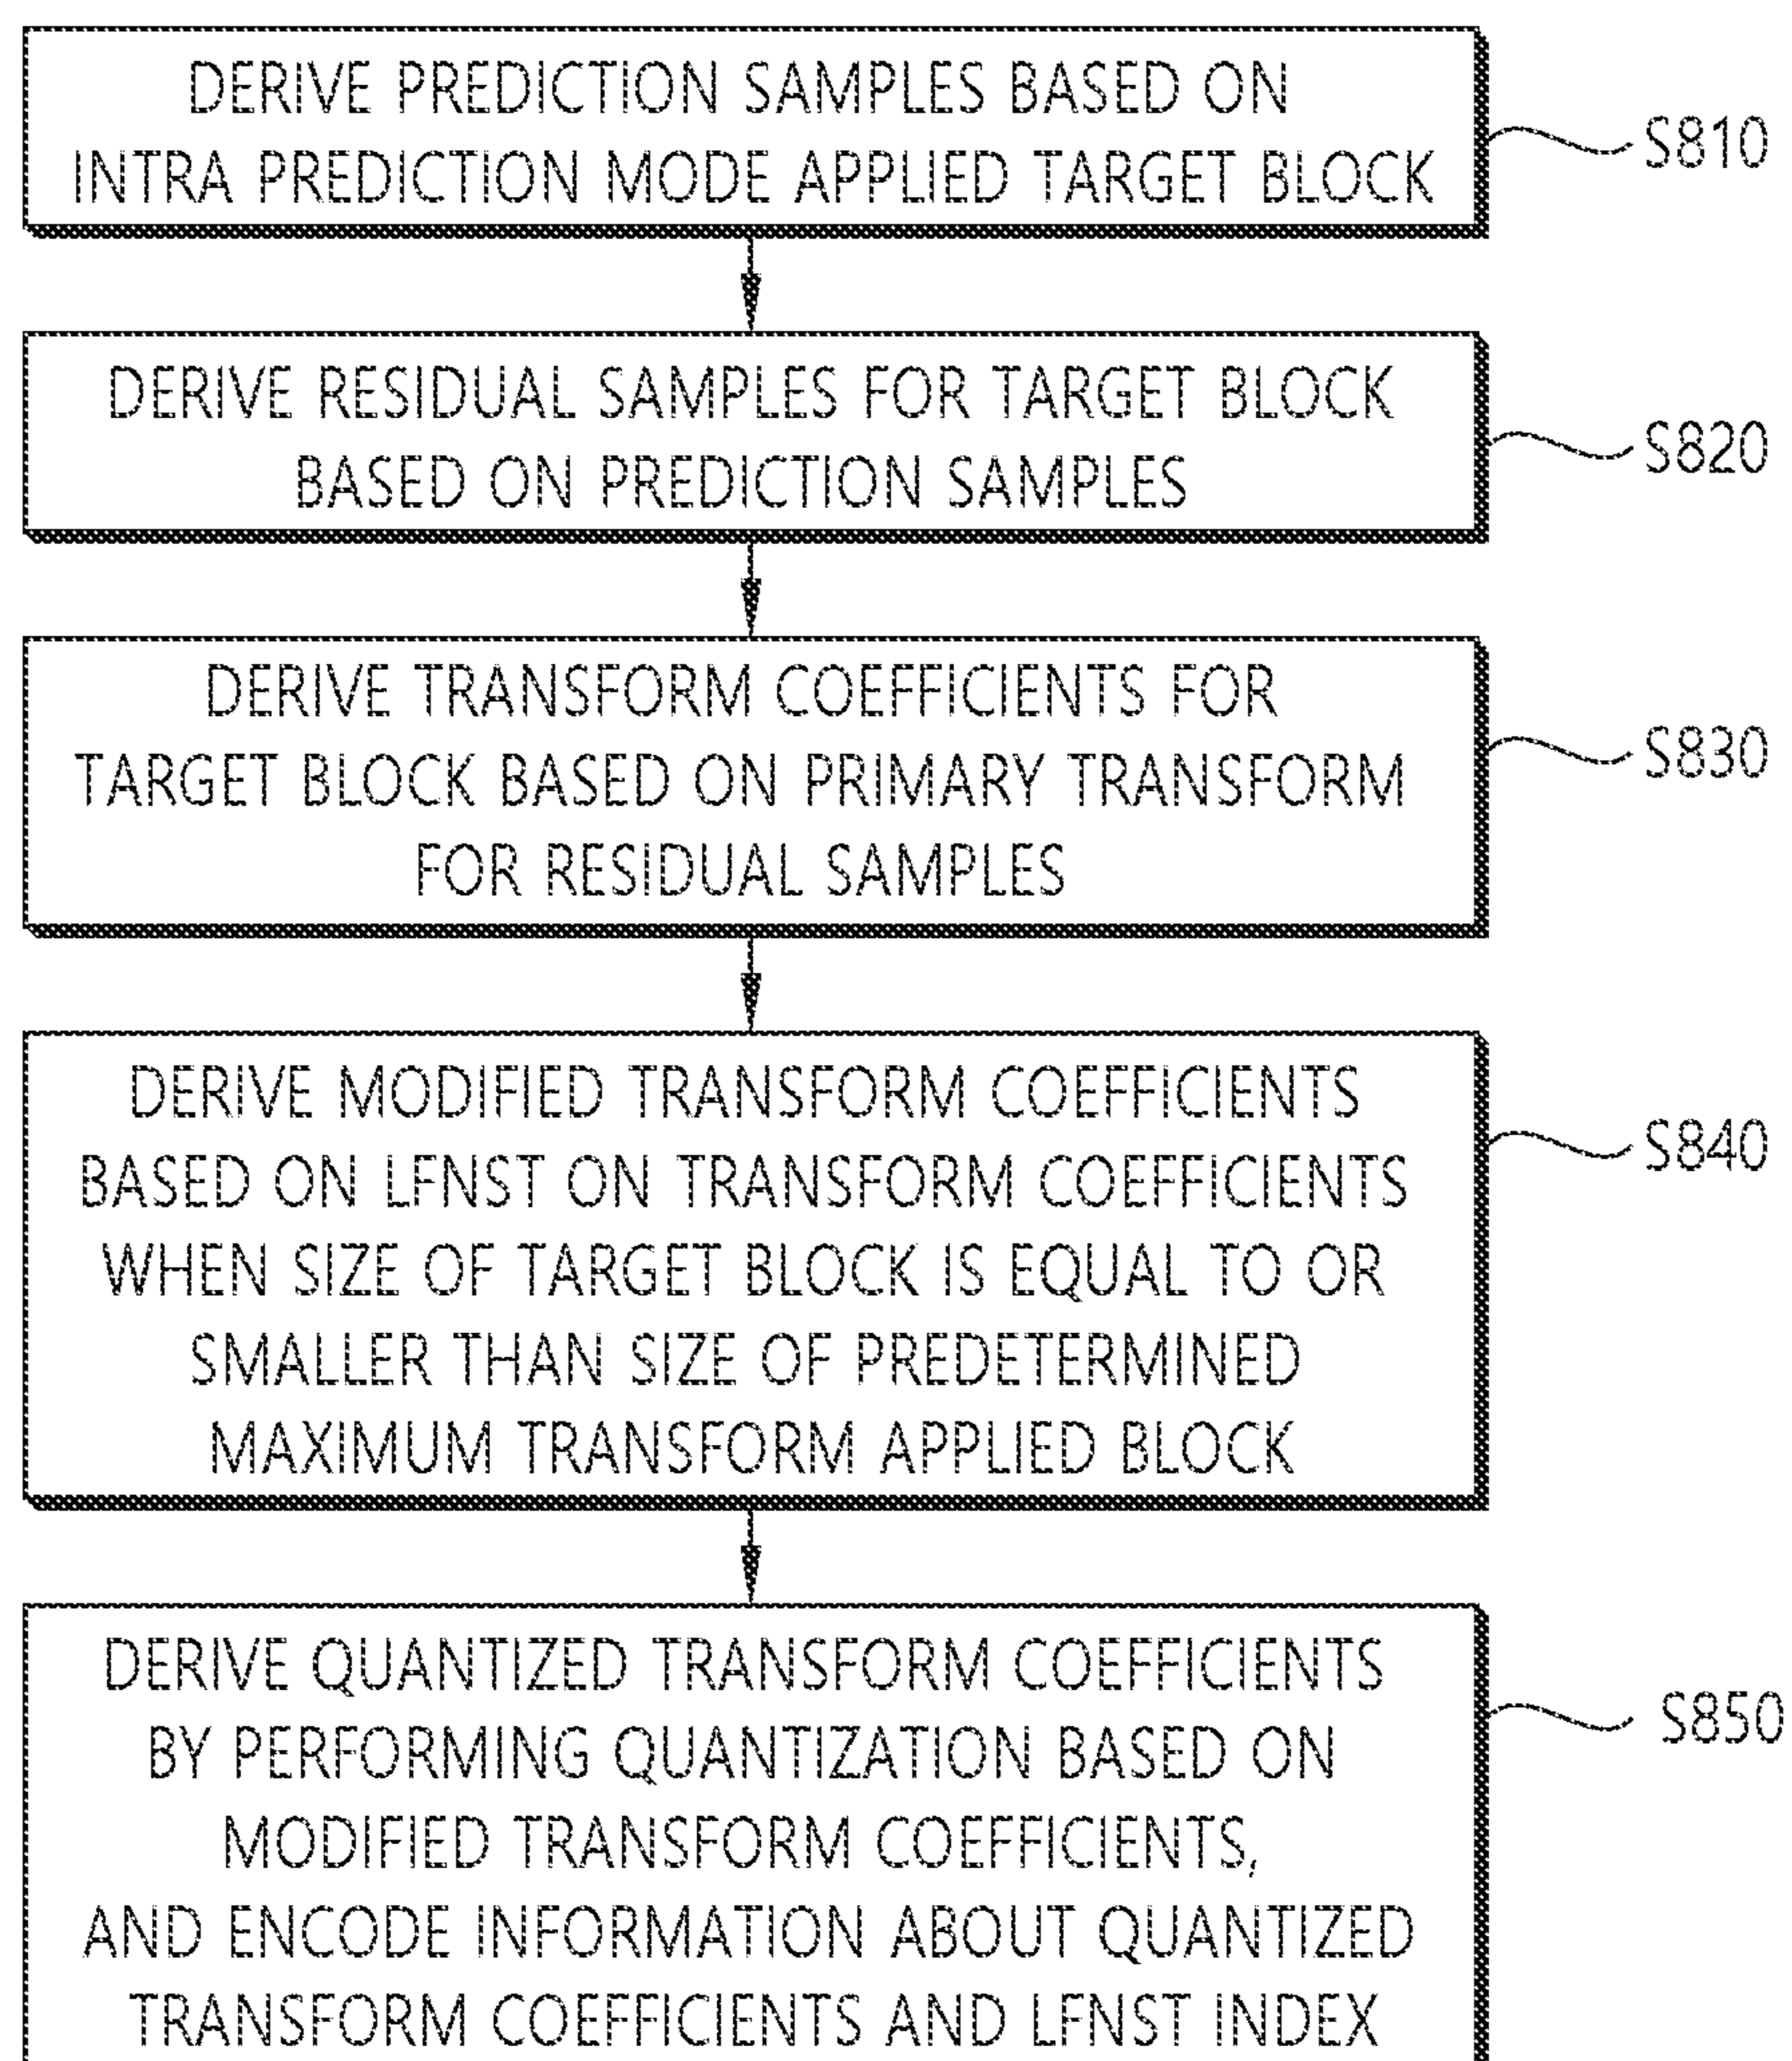 DERIVE PREDICTION SAMPLES BASED ON
INTRA PREDICTION MODE APPLIED TARGET BLOCK
S810
DERIVE RESIDUAL SAMPLES FOR TARGET BLOCK
BASED ON PREDICTION SAMPLES
S820
DERIVE TRANSFORM COEFFICIENTS FOR
TARGET BLOCK BASED ON PRIMARY TRANSFORM
FOR RESIDUAL SAMPLES
S830
DERIVE MODIFIED TRANSFORM COEFFICIENTS
BASED ON LFNST ON TRANSFORM COEFFICIENTS
WHEN SIZE OF TARGET BLOCK IS EQUAL TO OR
SMALLER THAN SIZE OF PREDETERMINED
MAXIMUM TRANSFORM APPLIED BLOCK
S840
DERIVE QUANTIZED TRANSFORM COEFFICIENTS
BY PERFORMING QUANTIZATION BASED ON
MODIFIED TRANSFORM COEFFICIENTS,
AND ENCODE INFORMATION ABOUT QUANTIZED
TRANSFORM COEFFICIENTS AND LFNST INDEX
S850